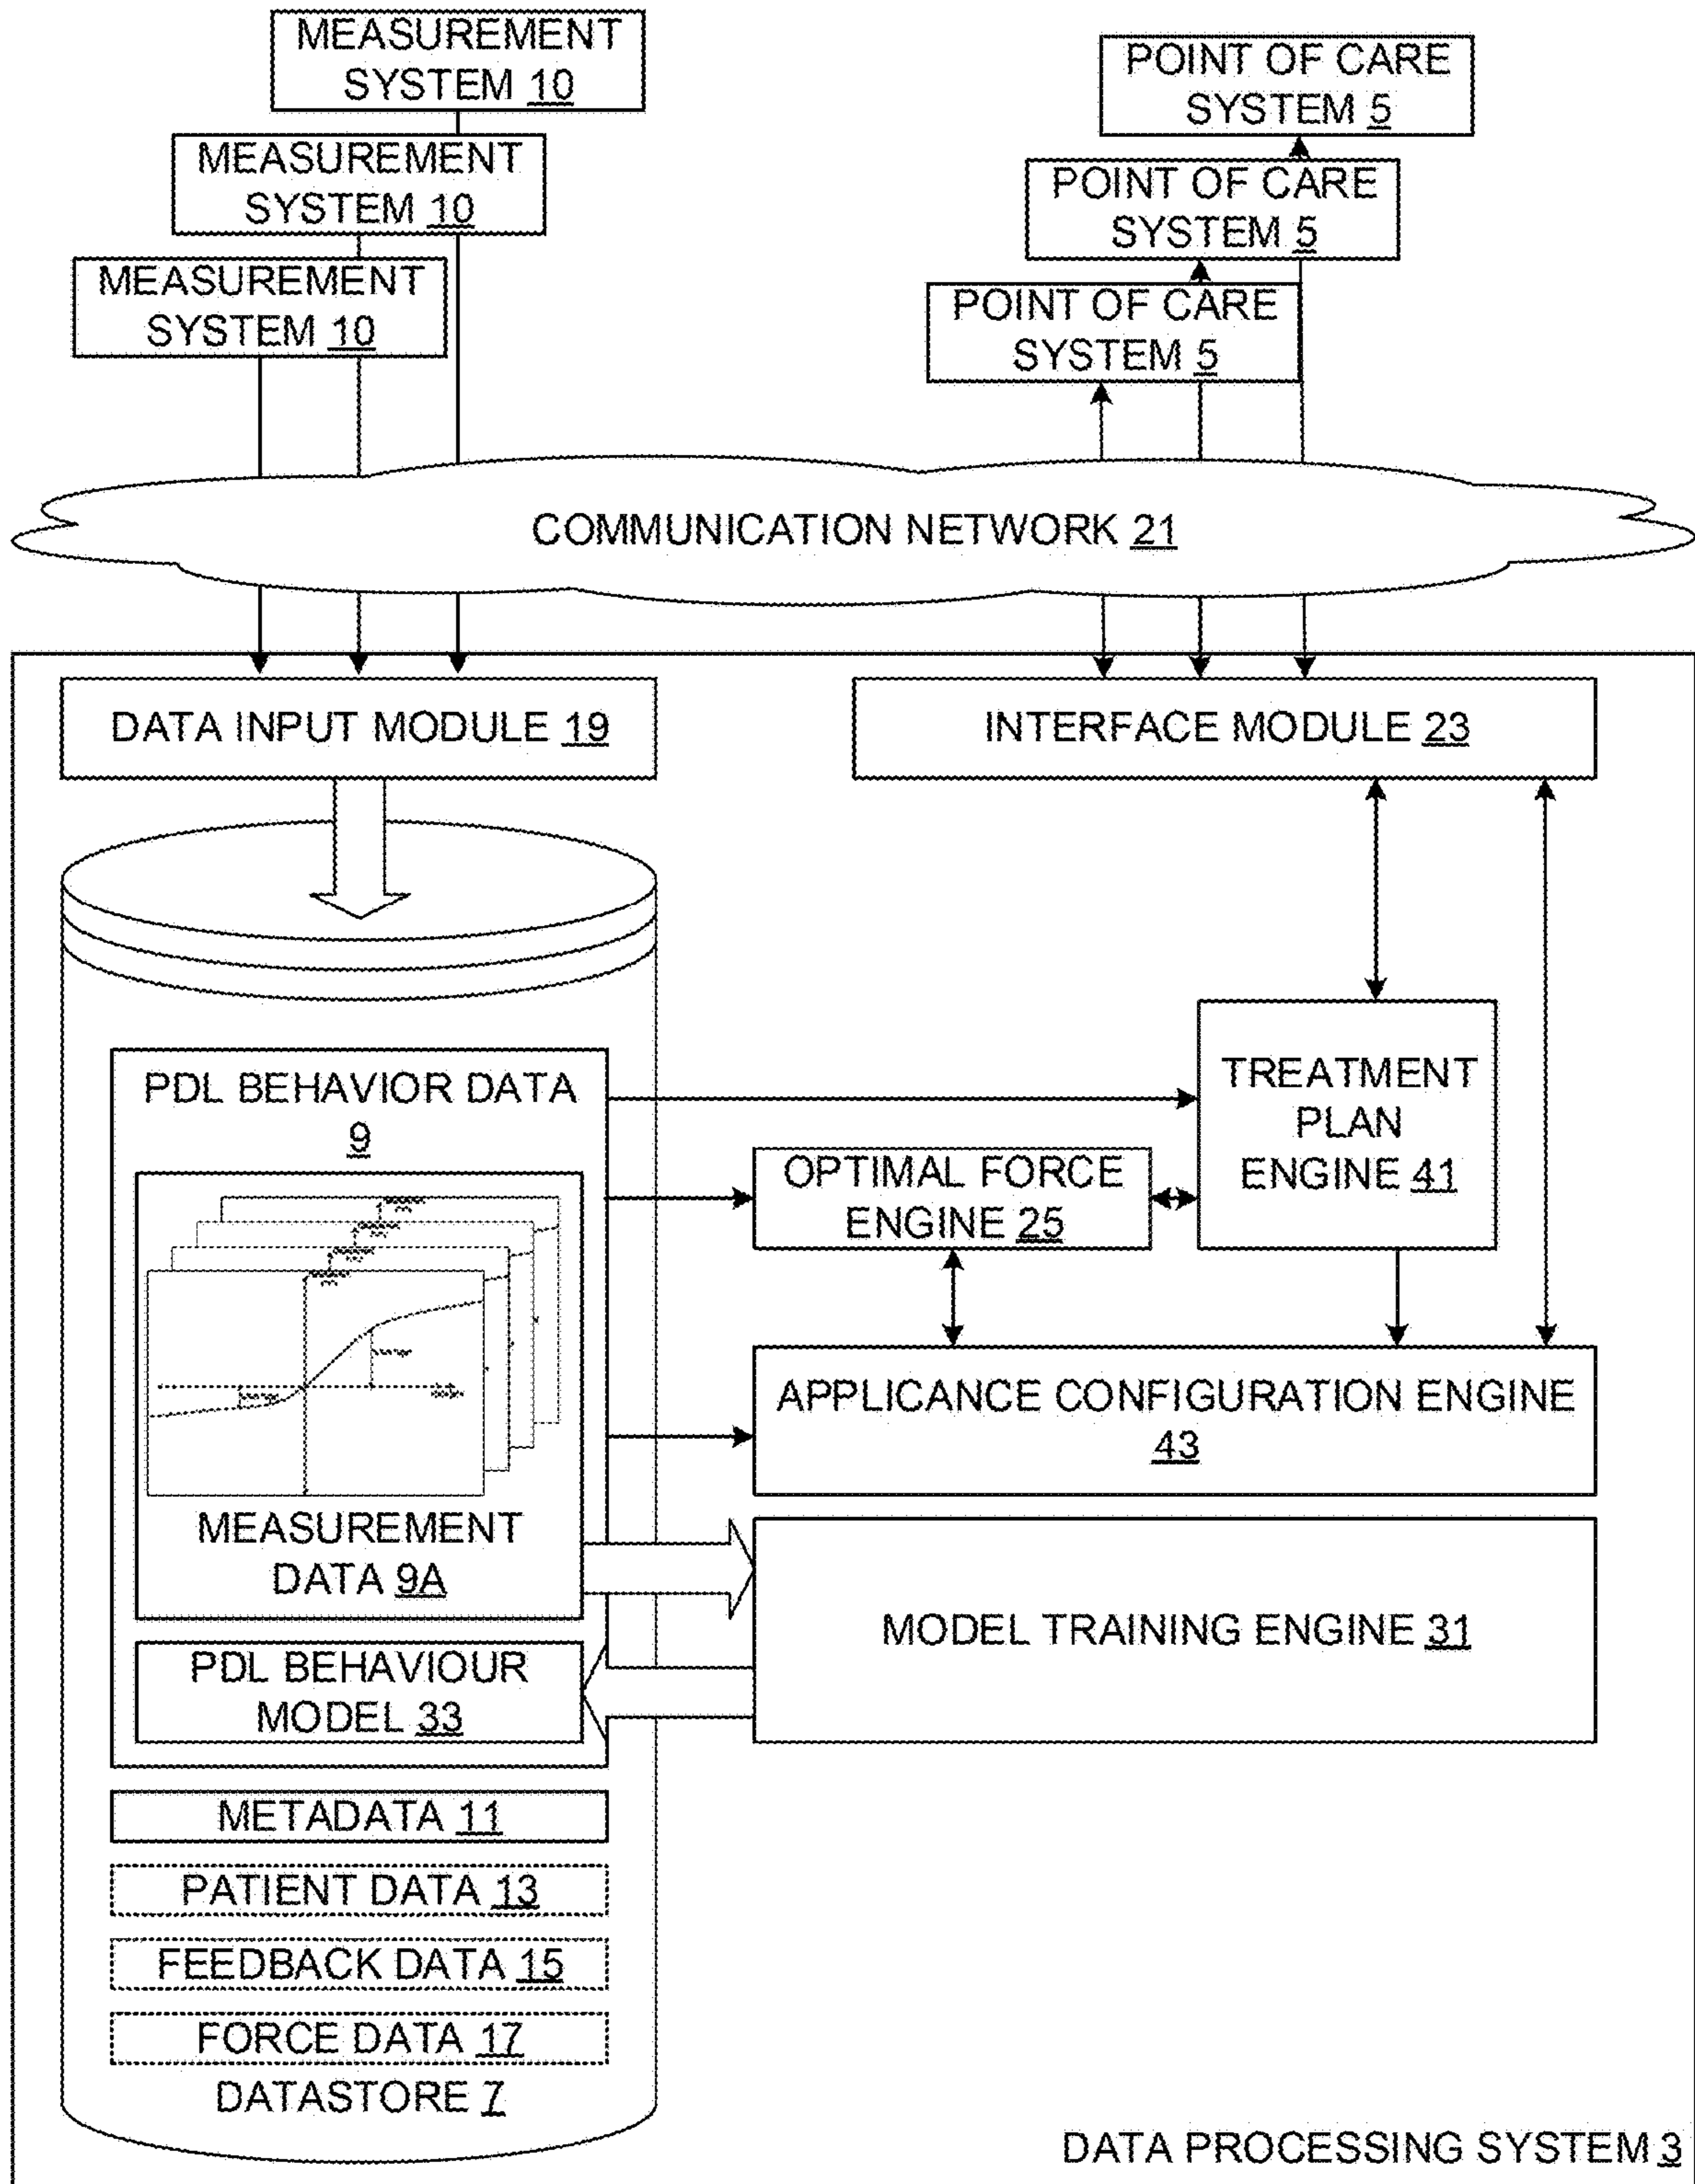 MEASUREMENT
SYSTEM 10
MEASUREMENT
SYSTEM 10
MEASUREMENT
SYSTEM 10
POINT OF CARE
SYSTEM 5
POINT OF CARE
SYSTEM 5
POINT OF CARE
SYSTEM 5
COMMUNICATION NETWORK 21
DATA INPUT MODULE 19
INTERFACE MODULE 23
PDL BEHAVIOR DATA
9
TREATMENT
PLAN
ENGINE 41
OPTIMAL FORCE
ENGINE 25
APPLICANCE CONFIGURATION ENGINE
43
MEASUREMENT
DATA 9A
MODEL TRAINING ENGINE 31
PDL BEHAVIOUR
MODEL 33
METADATA 11
PATIENT DATA 13
FEEDBACK DATA 15
FORCE DATA 17
DATASTORE 7
DATA PROCESSING SYSTEM 3